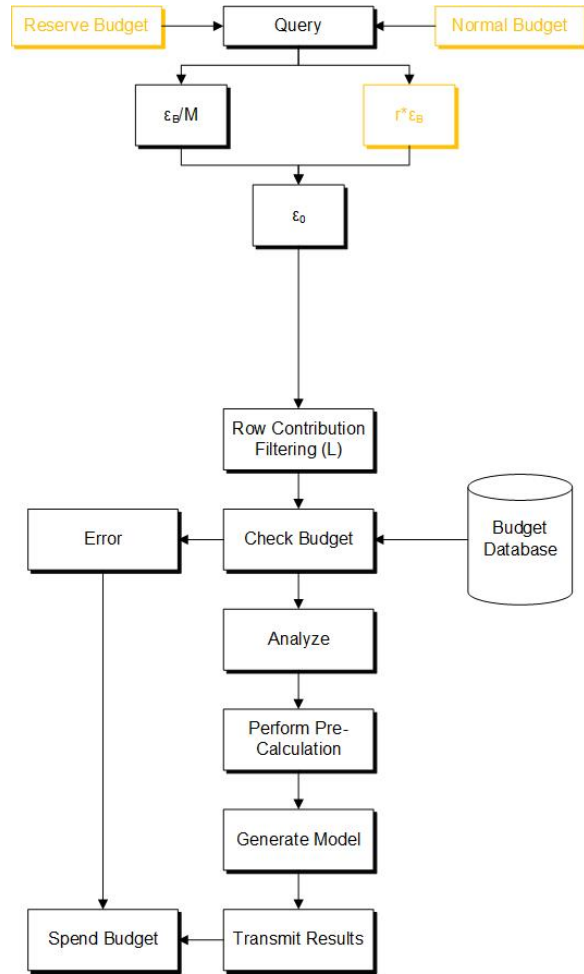 Reserve Budget
Query
Normal Budget
ε_B/M
r*ε_B
ε₀
Row Contribution
Filtering (L)
Error
Check Budget
Budget
Database
Analyze
Perform Pre-
Calculation
Generate Model
Spend Budget
Transmit Results